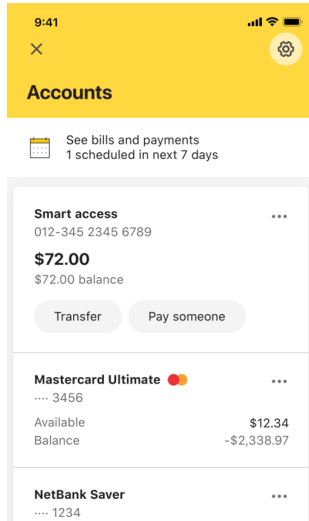 9:41
Accounts
See bills and payments
1 scheduled in next 7 days
Smart access
012-345 2345 6789
$72.00
$72.00 balance
Transfer Pay someone
Mastercard Ultimate
···· 3456
Available $12.34
Balance -$2,338.97
NetBank Saver
···· 1234